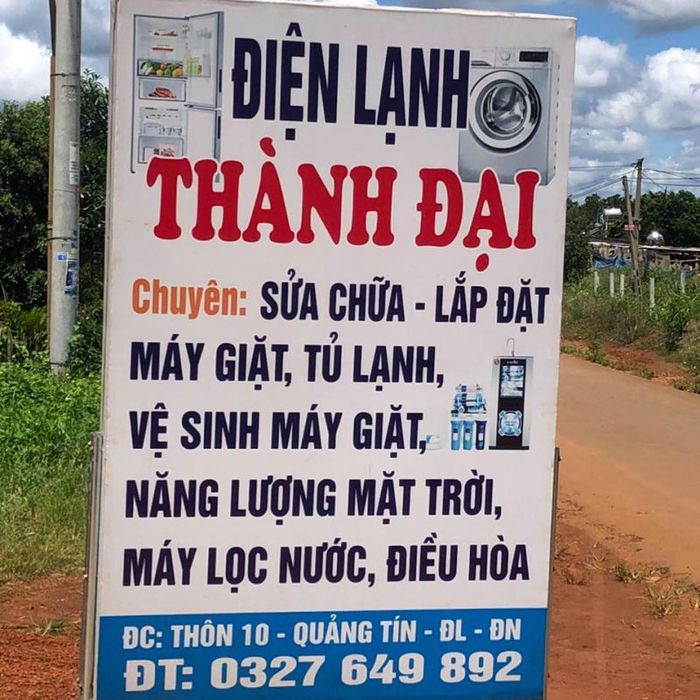 ĐIỆN LẠNH
THÀNH ĐẠI
Chuyên: SỬA CHỮA - LẮP ĐẶT
MÁY GIẶT, TỦ LẠNH,
VỆ SINH MÁY GIẶT,
NĂNG LƯỢNG MẶT TRỜI,
MÁY LỌC NƯỚC, ĐIỀU HÒA
ĐC: THÔN 10 - QUẢNG TÍN - ĐL - ĐN
ĐT: 0327 649 892